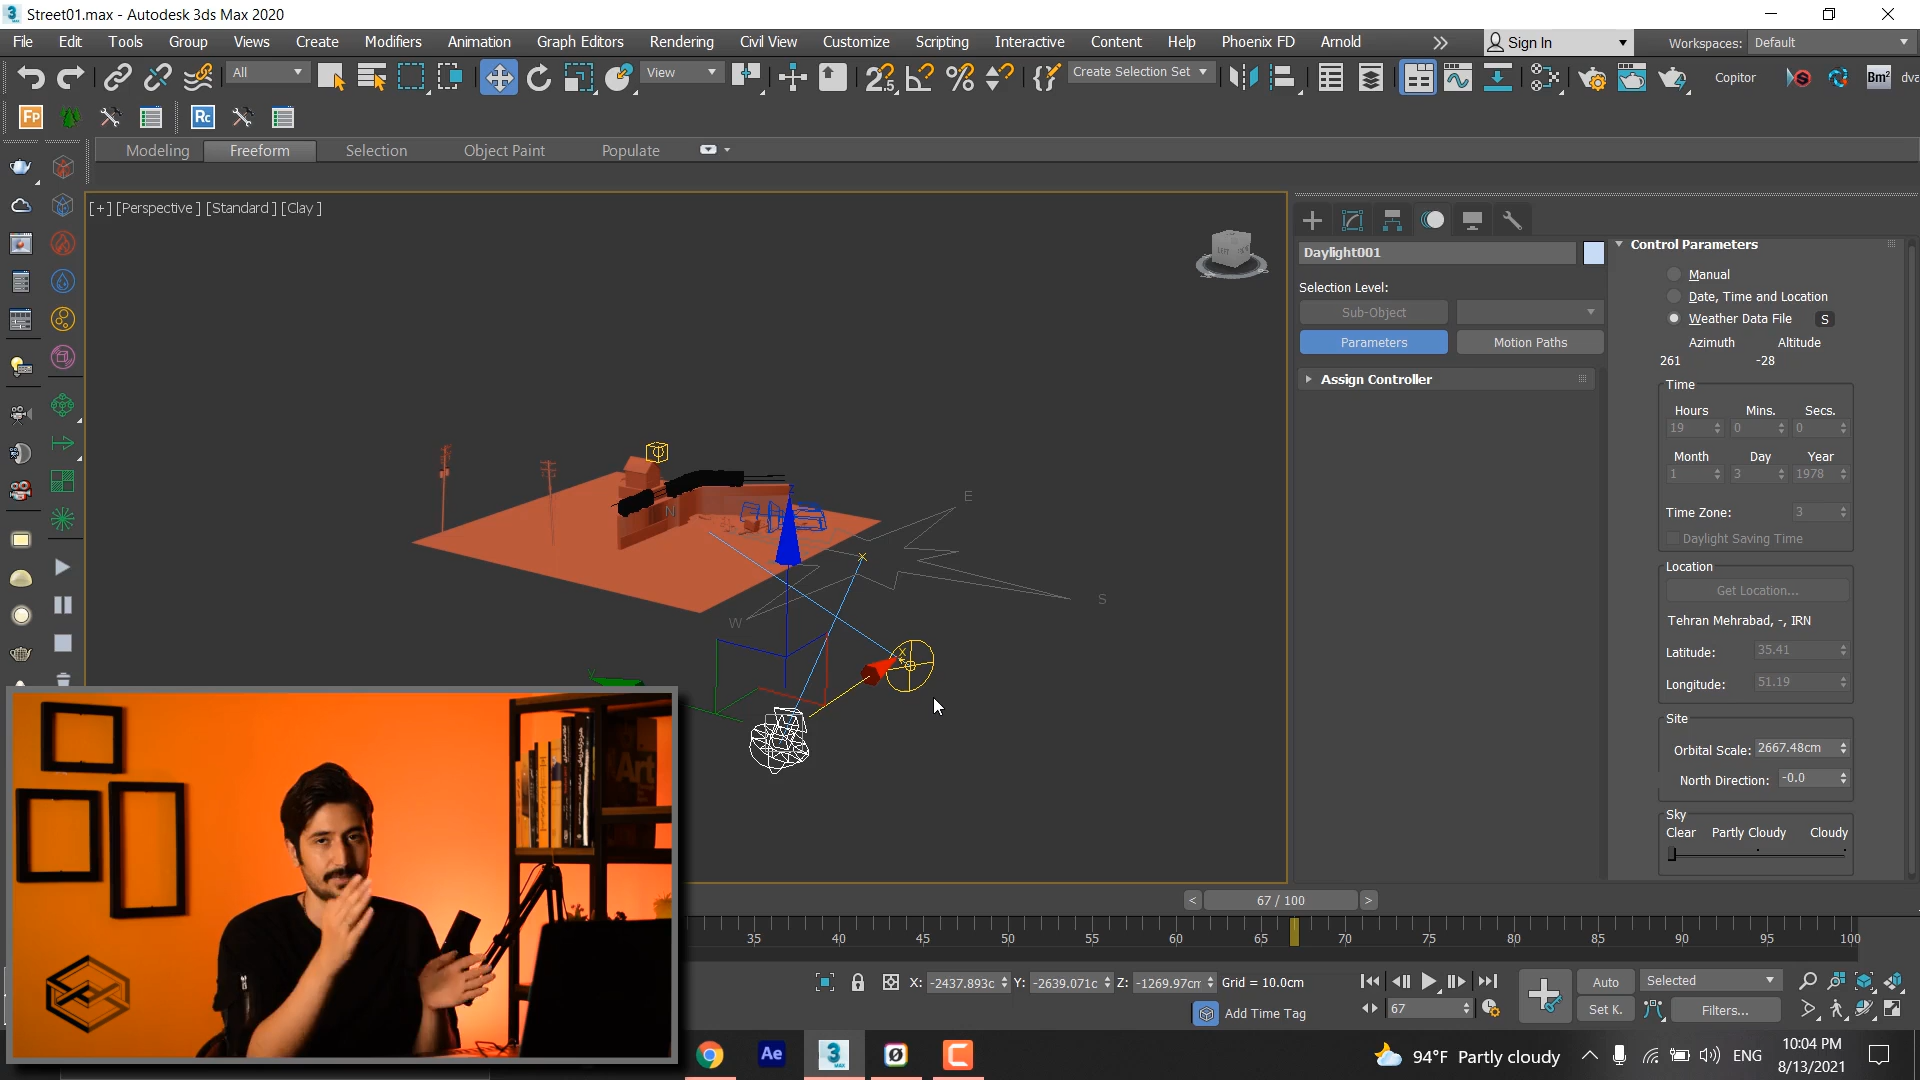 Street01.max - Autodesk 3ds Max 2020
File Edit Tools Group Views Create Modifiers Animation Graph Editors Rendering Civil View Customize Scripting Interactive Content Help Phoenix FD Arnold Sign In Workspaces: Default
All View Create Selection Set Copitor Bm² dva
Fp Rc
Modeling Freeform Selection Object Paint Populate
[+] [Perspective ] [Standard ] [Clay ]
Control Parameters
Daylight001
Manual
Selection Level:
Date, Time and Location
Sub-Object
Weather Data File S
Parameters Motion Paths
Azimuth Altitude
261 -28
Assign Controller
Time
Hours Mins. Secs.
19 0 0
Month Day Year
1 3 1978
Time Zone: 3
Daylight Saving Time
Location
Get Location...
Tehran Mehrabad, -, IRN
Latitude: 35.41
Longitude: 51.19
Site
Orbital Scale: 2667.48cm
North Direction: -0.0
Sky
Clear Partly Cloudy Cloudy
E
N
S
W
Z
X
Art
67 / 100
35 40 45 50 55 60 65 70 75 80 85 90 95 100
X: -2437.893c Y: -2639.071c Z: -1269.97cm Grid = 10.0cm
Auto Selected
67 Set K. Filters...
Add Time Tag
Ae 3 MAX
94°F Partly cloudy ENG
10:04 PM
8/13/2021